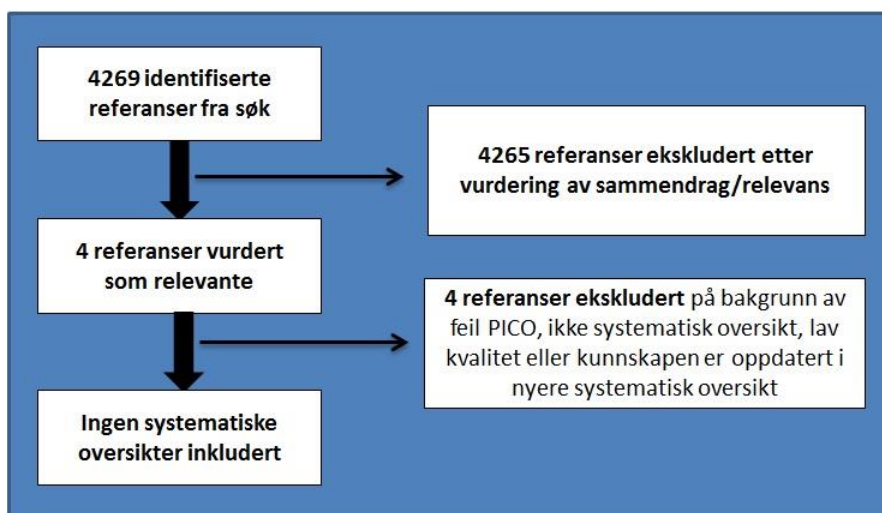 4269 identifiserte
referanser fra søk
4265 referanser ekskludert etter
vurdering av sammendrag/relevans
4 referanser vurdert
som relevante
4 referanser ekskludert på bakgrunn av
feil PICO, ikke systematisk oversikt, lav
kvalitet eller kunnskapen er oppdatert i
nyere systematisk oversikt
Ingen systematiske
oversikter inkludert